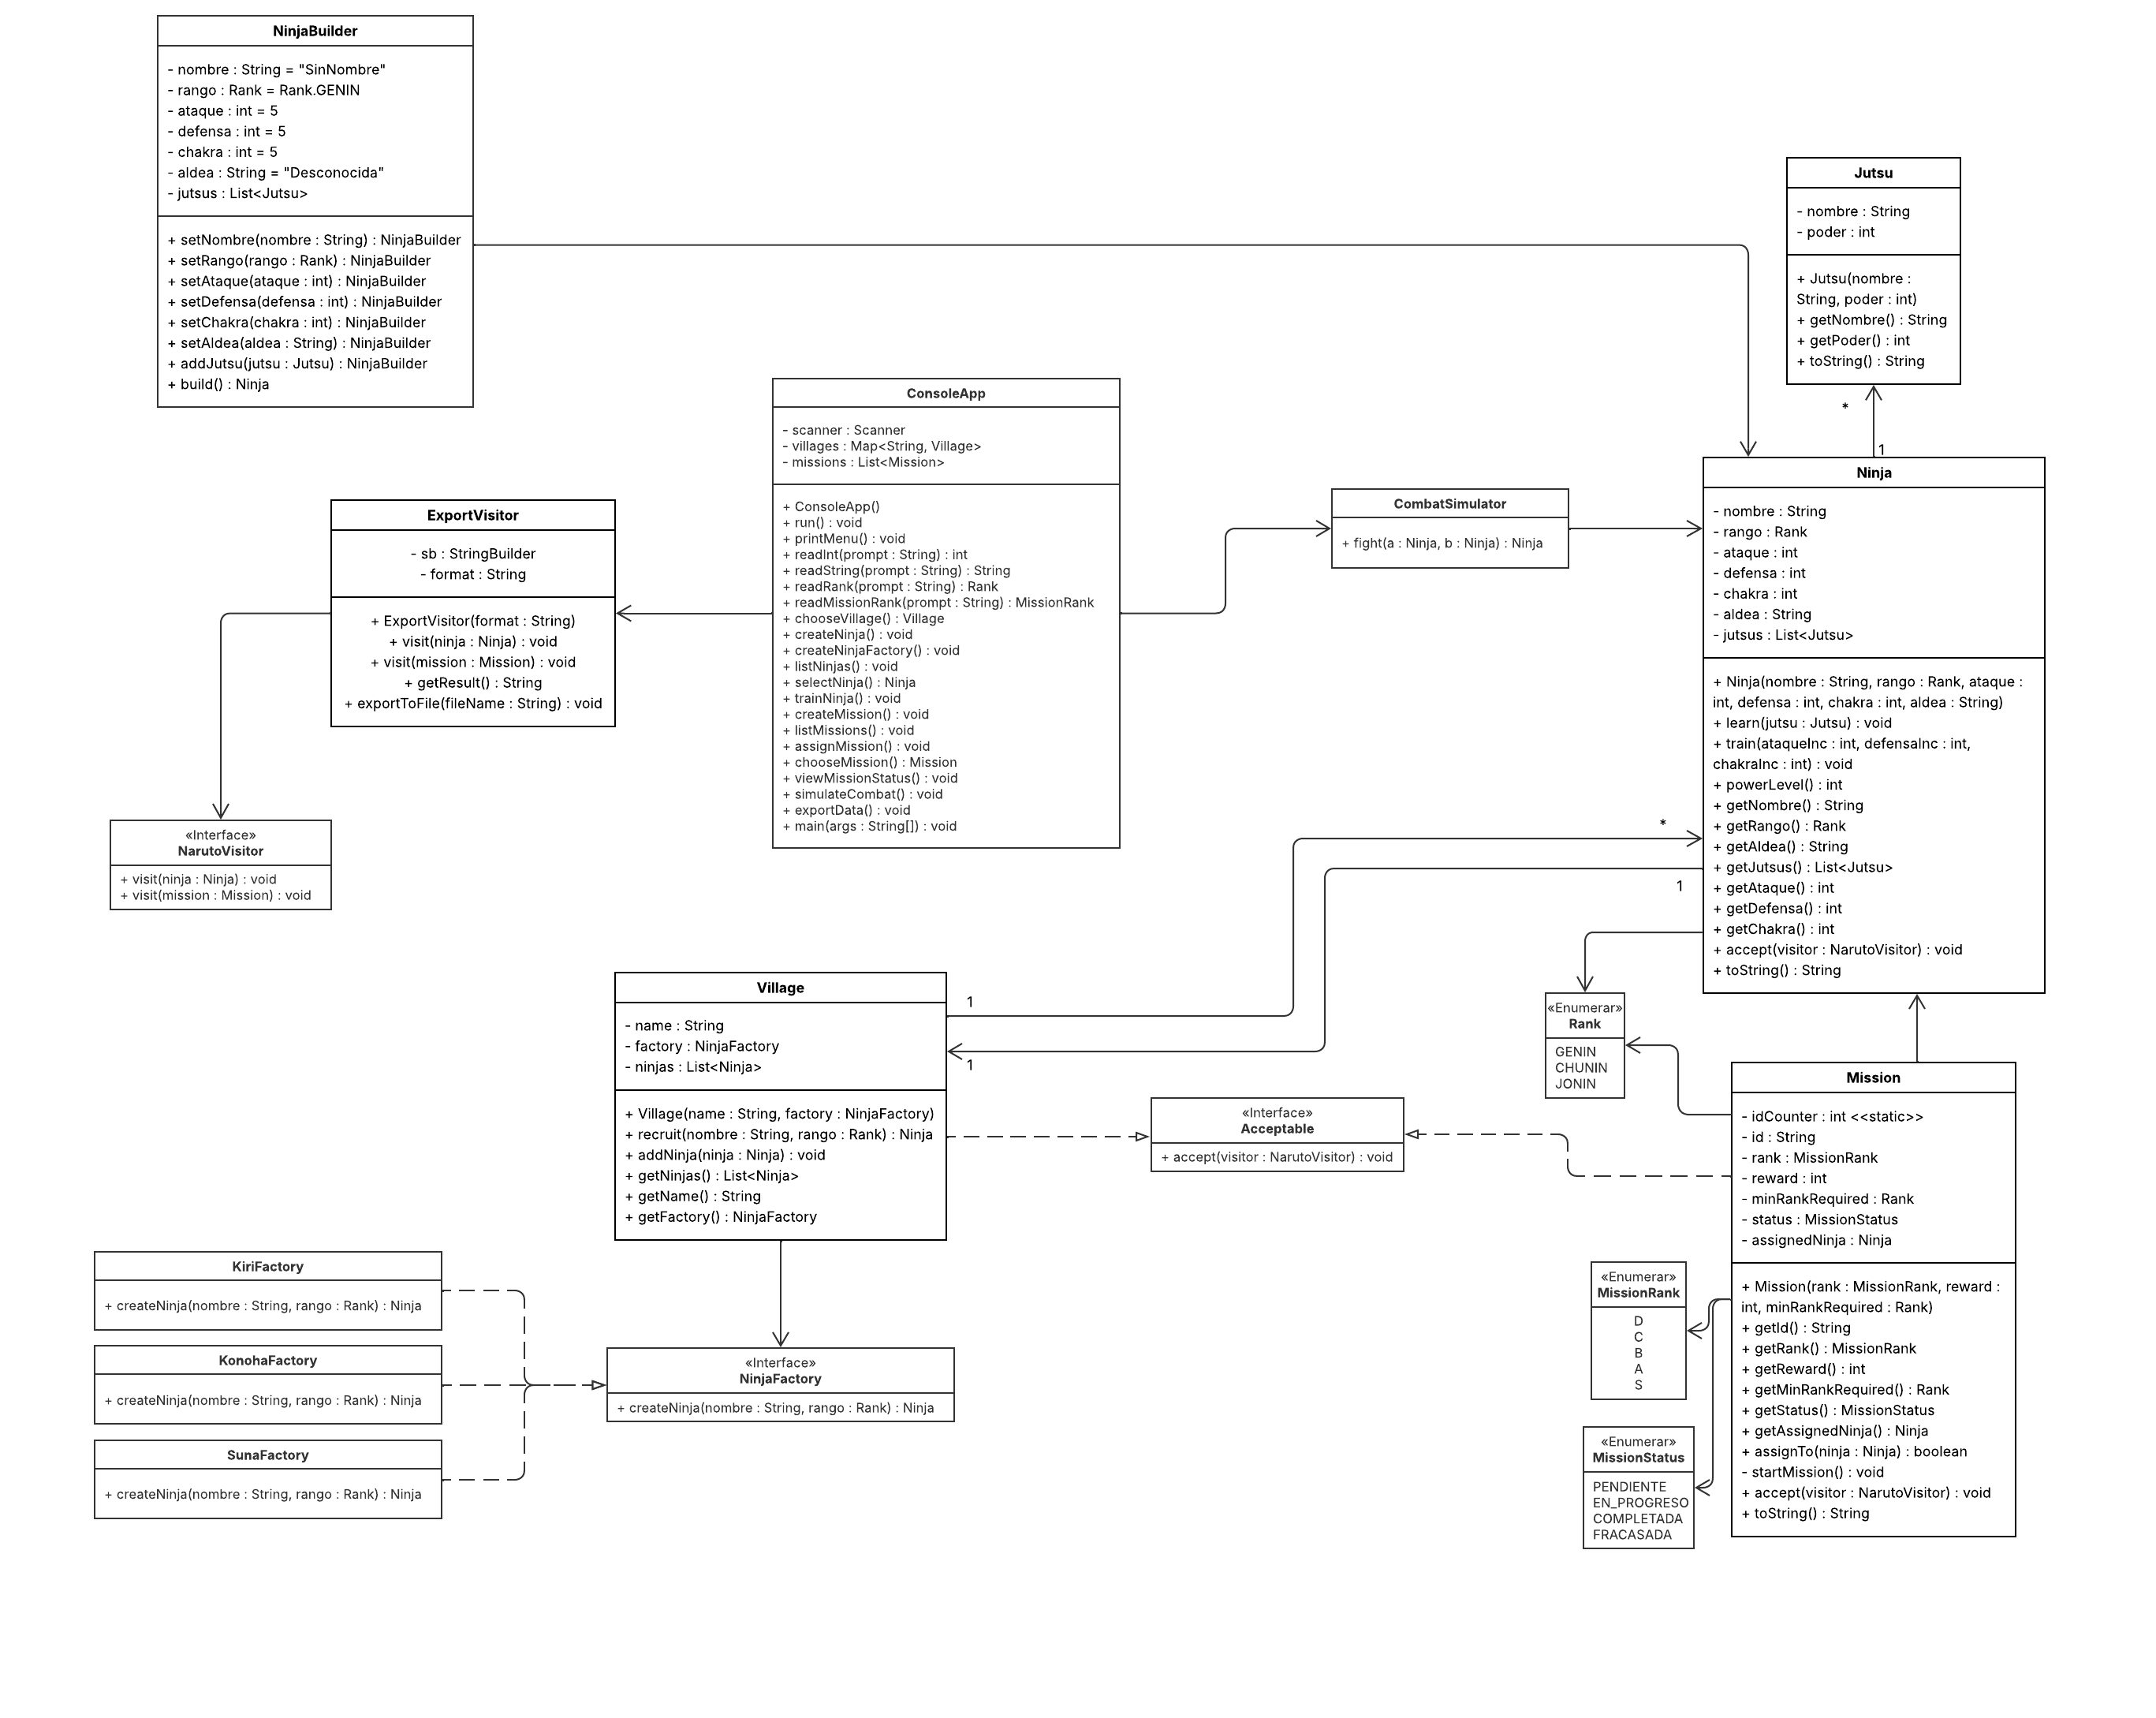 NinjaBuilder
- nombre : String = "SinNombre"
- rango : Rank = Rank.GENIN
- ataque : int = 5
- defensa : int = 5
- chakra : int = 5
- aldea : String = "Desconocida"
- jutsus : List<Jutsu>
+ setNombre(nombre : String) : NinjaBuilder
+ setRango(rango : Rank) : NinjaBuilder
+ setAtaque(ataque : int) : NinjaBuilder
+ setDefensa(defensa : int) : NinjaBuilder
+ setChakra(chakra : int) : NinjaBuilder
+ setAldea(aldea : String) : NinjaBuilder
+ addJutsu(jutsu : Jutsu) : NinjaBuilder
+ build() : Ninja
Jutsu
- nombre : String
- poder : int
+ Jutsu(nombre :
String, poder : int)
+ getNombre() : String
+ getPoder() : int
+ toString() : String
*
1
ConsoleApp
- scanner : Scanner
- villages : Map<String, Village>
- missions : List<Mission>
+ ConsoleApp()
+ run() : void
+ printMenu() : void
+ readInt(prompt : String) : int
+ readString(prompt : String) : String
+ readRank(prompt : String) : Rank
+ readMissionRank(prompt : String) : MissionRank
+ chooseVillage() : Village
+ createNinja() : void
+ createNinjaFactory() : void
+ listNinjas() : void
+ selectNinja() : Ninja
+ trainNinja() : void
+ createMission() : void
+ listMissions() : void
+ assignMission() : void
+ chooseMission() : Mission
+ viewMissionStatus() : void
+ simulateCombat() : void
+ exportData() : void
+ main(args : String[]) : void
CombatSimulator
+ fight(a : Ninja, b : Ninja) : Ninja
Ninja
- nombre : String
- rango : Rank
- ataque : int
- defensa : int
- chakra : int
- aldea : String
- jutsus : List<Jutsu>
+ Ninja(nombre : String, rango : Rank, ataque :
int, defensa : int, chakra : int, aldea : String)
+ learn(jutsu : Jutsu) : void
+ train(ataqueInc : int, defensaInc : int,
chakraInc : int) : void
+ powerLevel() : int
+ getNombre() : String
+ getRango() : Rank
+ getAldea() : String
+ getJutsus() : List<Jutsu>
+ getAtaque() : int
+ getDefensa() : int
+ getChakra() : int
+ accept(visitor : NarutoVisitor) : void
+ toString() : String
ExportVisitor
- sb : StringBuilder
- format : String
+ ExportVisitor(format : String)
+ visit(ninja : Ninja) : void
+ visit(mission : Mission) : void
+ getResult() : String
+ exportToFile(fileName : String) : void
«Interface»
NarutoVisitor
+ visit(ninja : Ninja) : void
+ visit(mission : Mission) : void
*
1
1
1
Village
- name : String
- factory : NinjaFactory
- ninjas : List<Ninja>
+ Village(name : String, factory : NinjaFactory)
+ recruit(nombre : String, rango : Rank) : Ninja
+ addNinja(ninja : Ninja) : void
+ getNinjas() : List<Ninja>
+ getName() : String
+ getFactory() : NinjaFactory
«Enumerar»
Rank
GENIN
CHUNIN
JONIN
«Interface»
Acceptable
+ accept(visitor : NarutoVisitor) : void
Mission
- idCounter : int <<static>>
- id : String
- rank : MissionRank
- reward : int
- minRankRequired : Rank
- status : MissionStatus
- assignedNinja : Ninja
+ Mission(rank : MissionRank, reward :
int, minRankRequired : Rank)
+ getId() : String
+ getRank() : MissionRank
+ getReward() : int
+ getMinRankRequired() : Rank
+ getStatus() : MissionStatus
+ getAssignedNinja() : Ninja
+ assignTo(ninja : Ninja) : boolean
- startMission() : void
+ accept(visitor : NarutoVisitor) : void
+ toString() : String
«Enumerar»
MissionRank
D
C
B
A
S
«Enumerar»
MissionStatus
PENDIENTE
EN_PROGRESO
COMPLETADA
FRACASADA
KiriFactory
+ createNinja(nombre : String, rango : Rank) : Ninja
KonohaFactory
+ createNinja(nombre : String, rango : Rank) : Ninja
SunaFactory
+ createNinja(nombre : String, rango : Rank) : Ninja
«Interface»
NinjaFactory
+ createNinja(nombre : String, rango : Rank) : Ninja